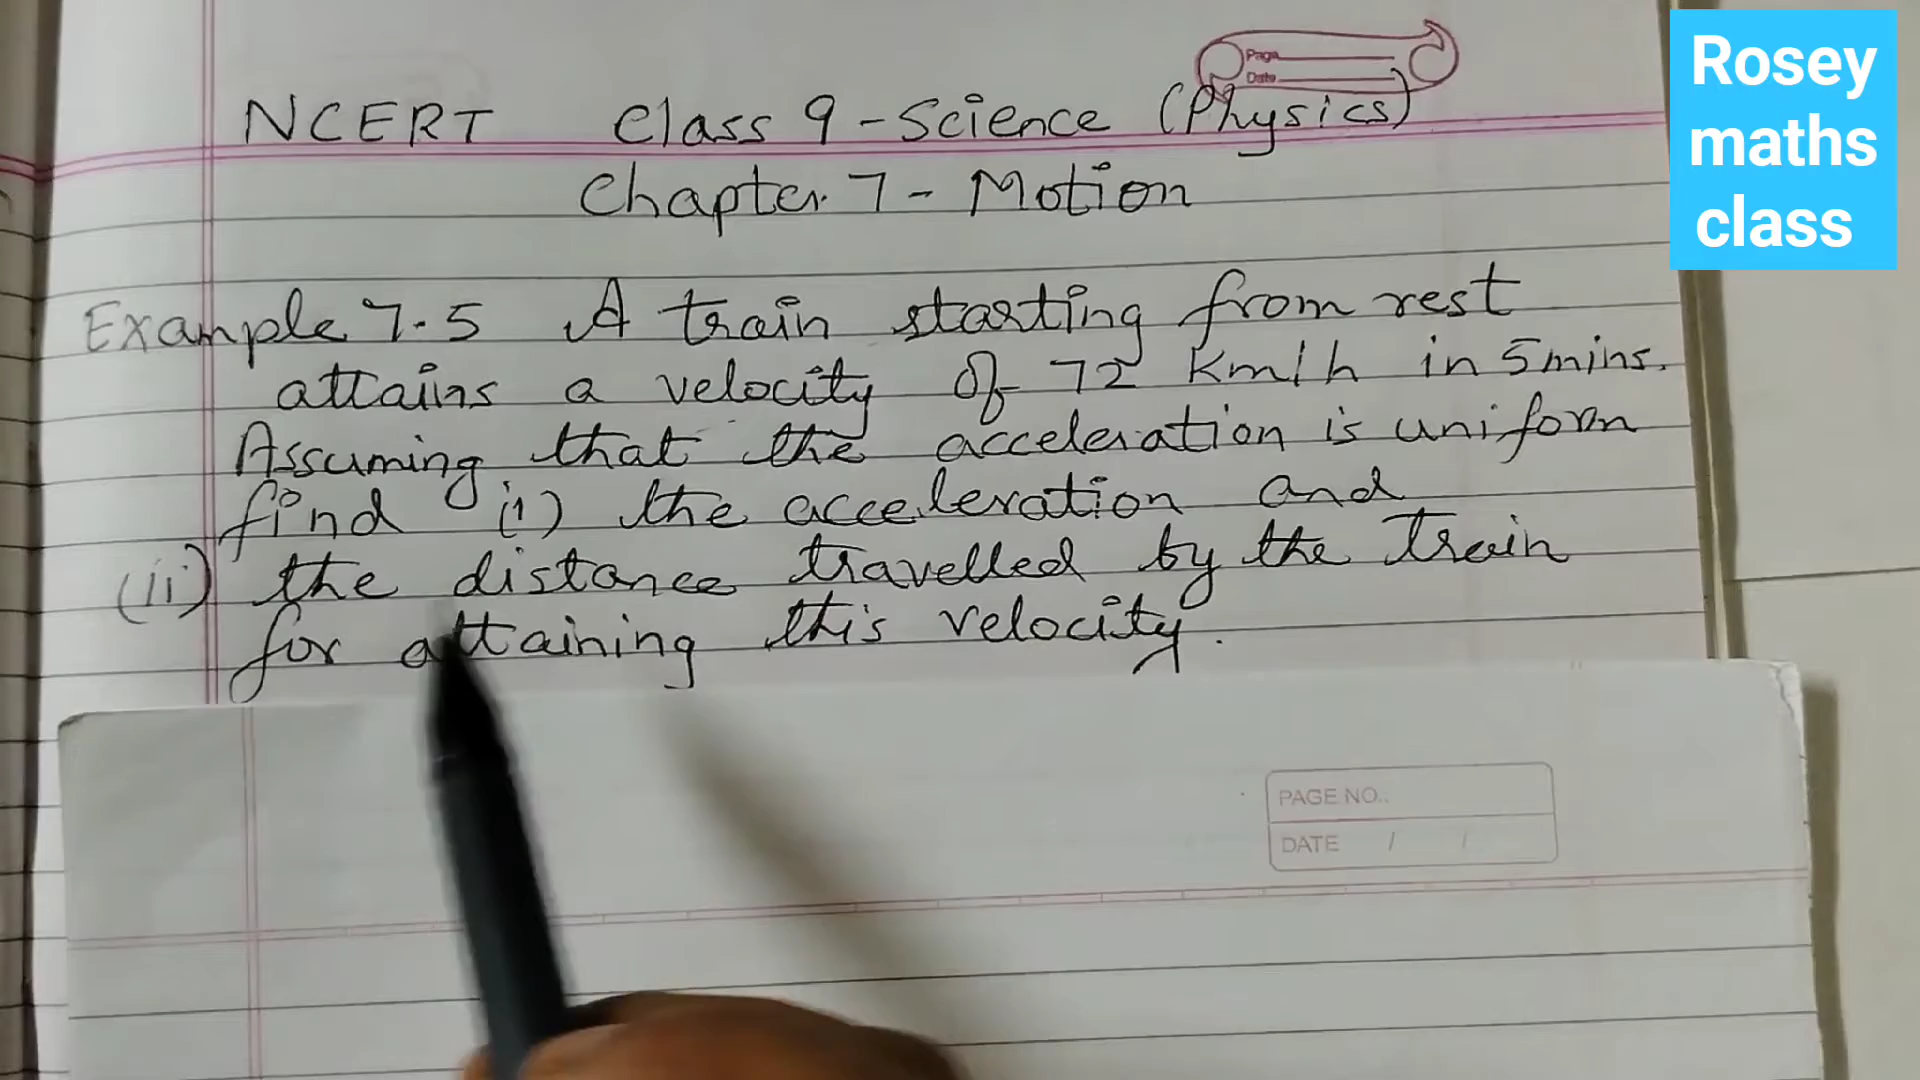 Rosey
maths
class
Page
Date
NCERT Class 9 - Science (Physics)
Chapter 7 - Motion
Example 7.5 A train starting from rest
attains a velocity of 72 Km/h in 5 mins.
Assuming that the acceleration is uniform
find (i) the acceleration and
(ii) the distance travelled by the train
for attaining this velocity.
PAGE NO..
DATE / /